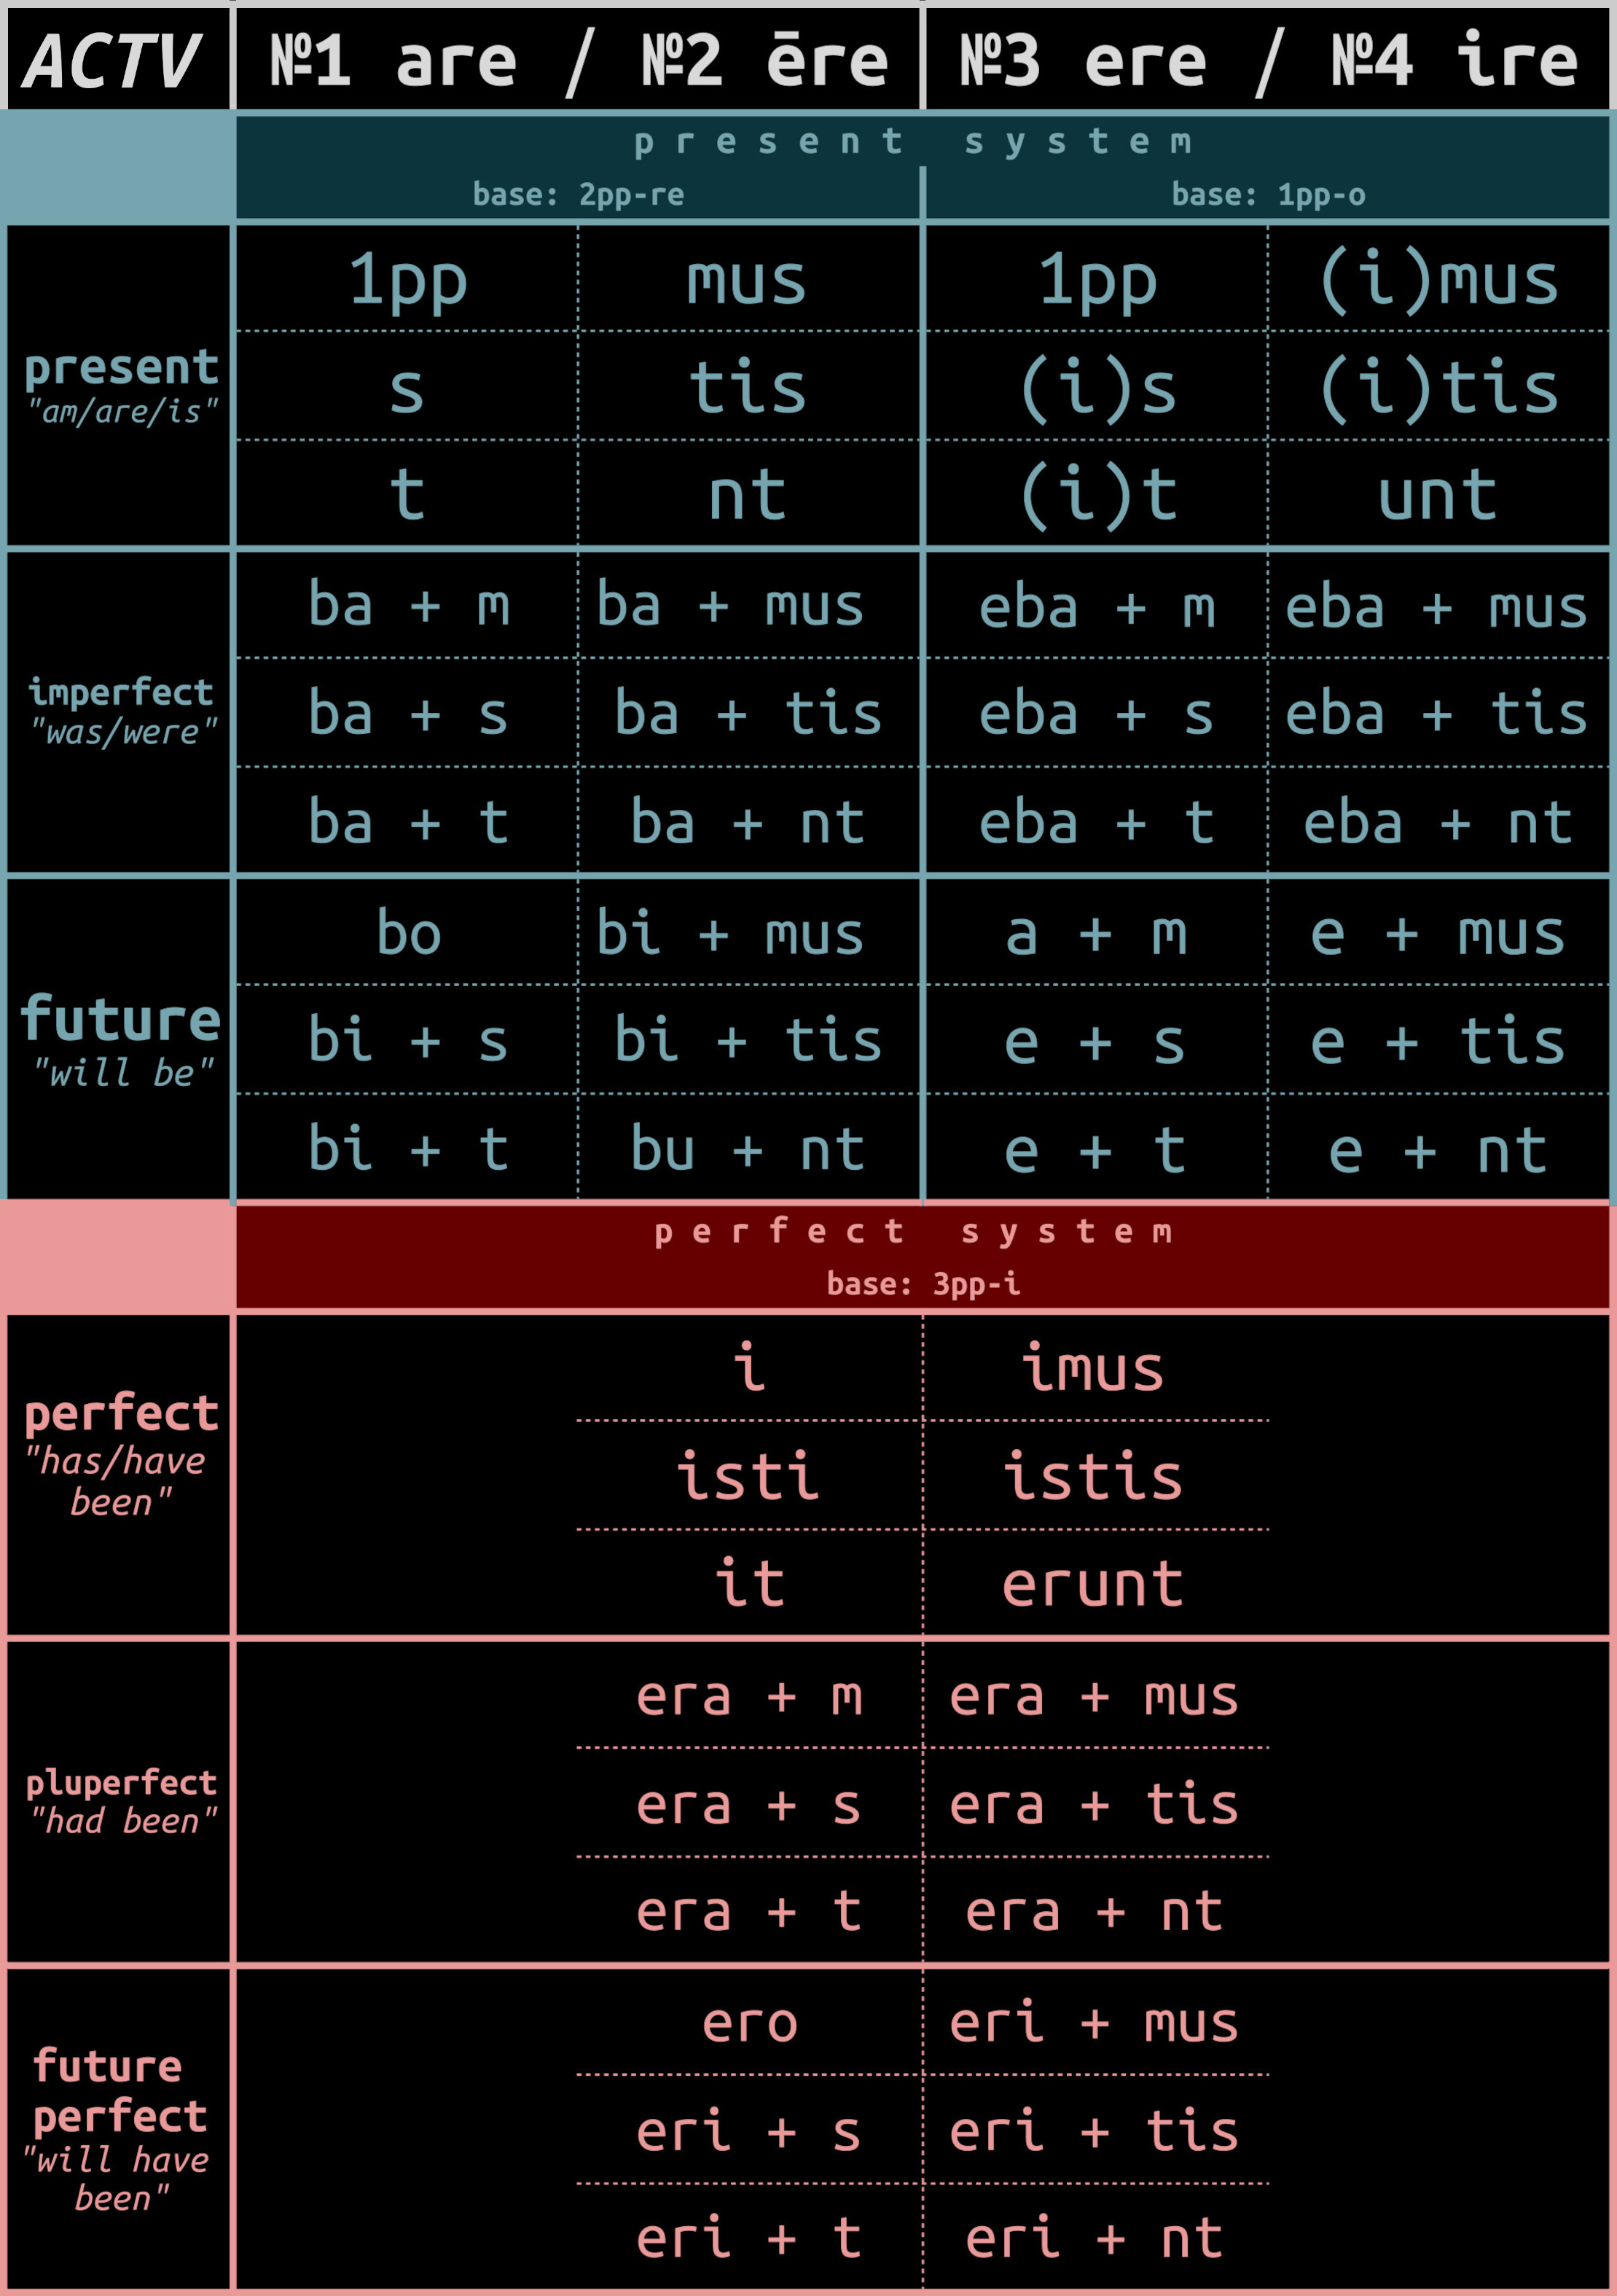 ACTV №1 are / №2 ēre №3 ere / №4 ire
present system
base: 2pp-re base: 1pp-o
present
"am/are/is"
1pp mus 1pp (i)mus
s tis (i)s (i)tis
t nt (i)t unt
imperfect
"was/were"
ba + m ba + mus eba + m eba + mus
ba + s ba + tis eba + s eba + tis
ba + t ba + nt eba + t eba + nt
future
"will be"
bo bi + mus a + m e + mus
bi + s bi + tis e + s e + tis
bi + t bu + nt e + t e + nt
perfect system
base: 3pp-i
perfect
"has/have
been"
i imus
isti istis
it erunt
pluperfect
"had been"
era + m era + mus
era + s era + tis
era + t era + nt
future
perfect
"will have
been"
ero eri + mus
eri + s eri + tis
eri + t eri + nt